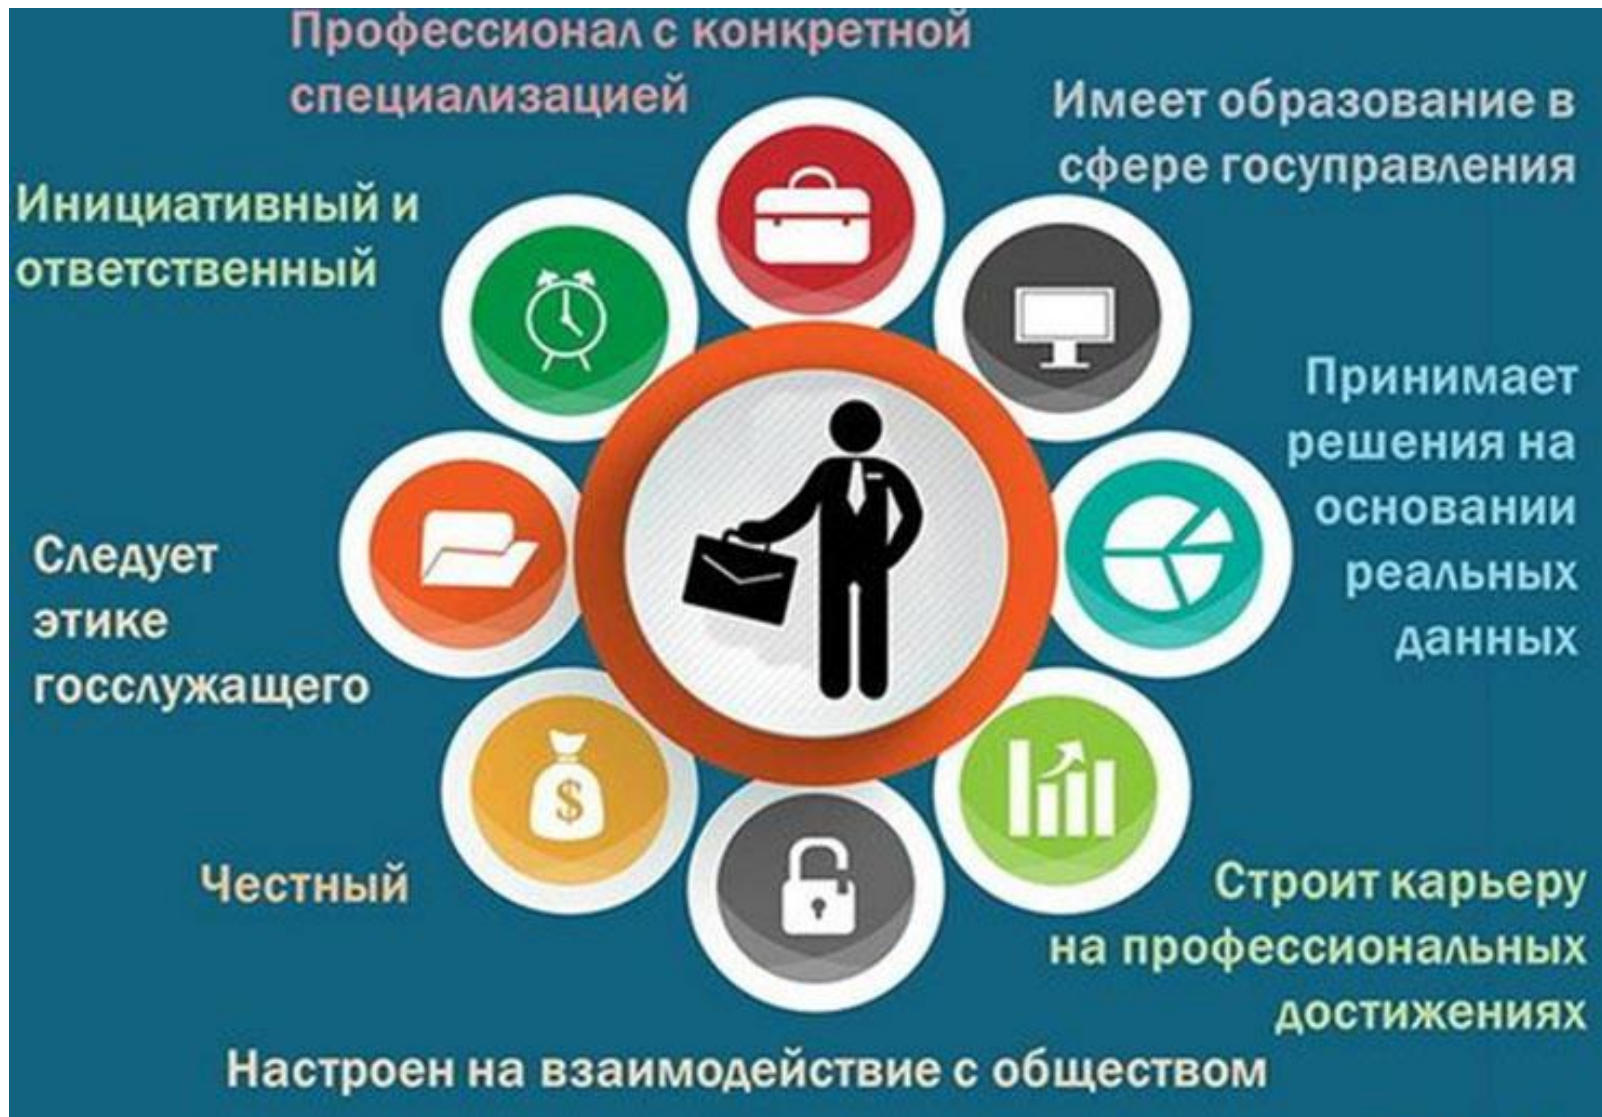 Профессионал с конкретной
специализацией
Имеет образование в
сфере госуправления
Инициативный и
ответственный
Принимает
решения на
основании
реальных
данных
Следует
этике
госслужащего
$
Честный
Строит карьеру
на профессиональных
достижениях
Настроен на взаимодействие с обществом